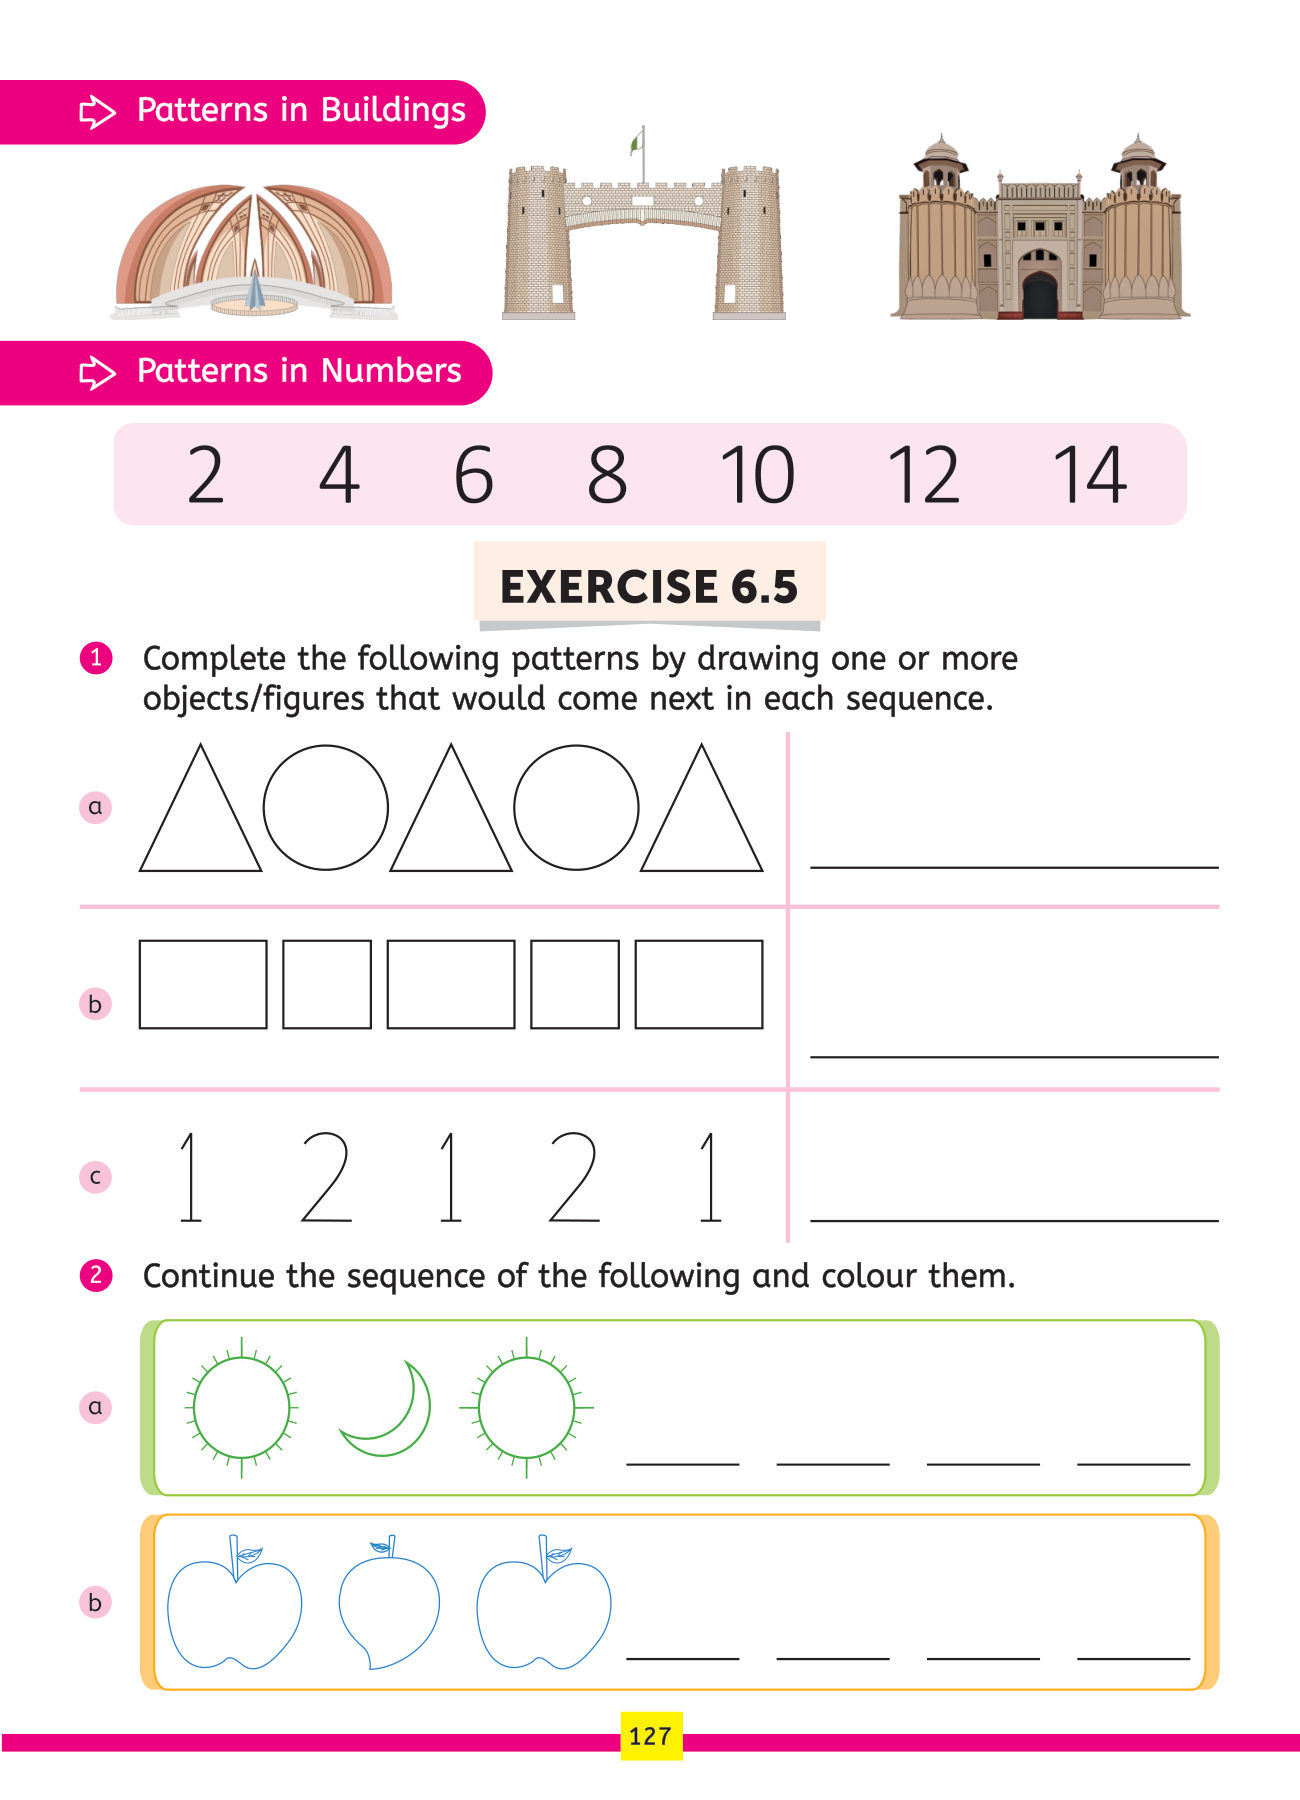 Patterns in Buildings
Patterns in Numbers
2 4 6 8 10 12 14
EXERCISE 6.5
1 Complete the following patterns by drawing one or more
objects/figures that would come next in each sequence.
a
b
c 1 2 1 2 1
2 Continue the sequence of the following and colour them.
a
b
127